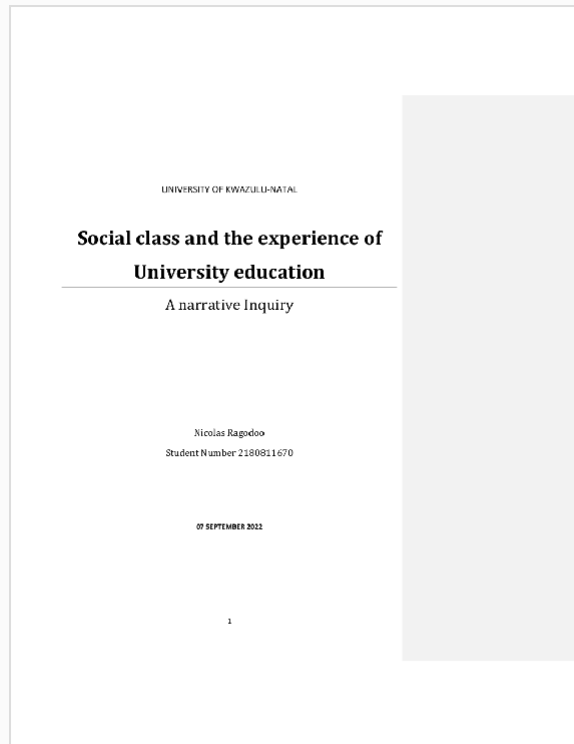 UNIVERSITY OF KWAZULU-NATAL
Social class and the experience of
University education
A narrative Inquiry
Nicolas Ragodoo
Student Number 2180811670
07 SEPTEMBER 2022
1